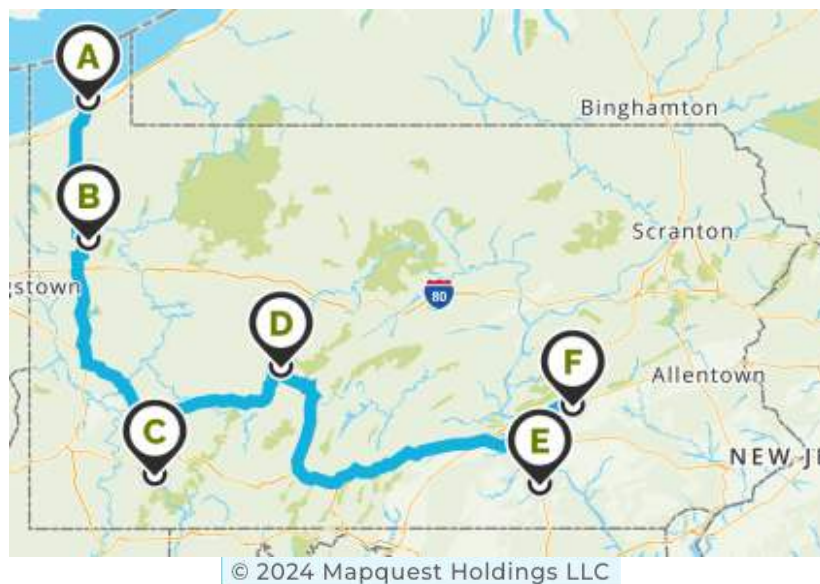 A
Binghamton
B
Scranton
gstown
80
D
F
Allentown
C
E
NEW JE
© 2024 Mapquest Holdings LLC